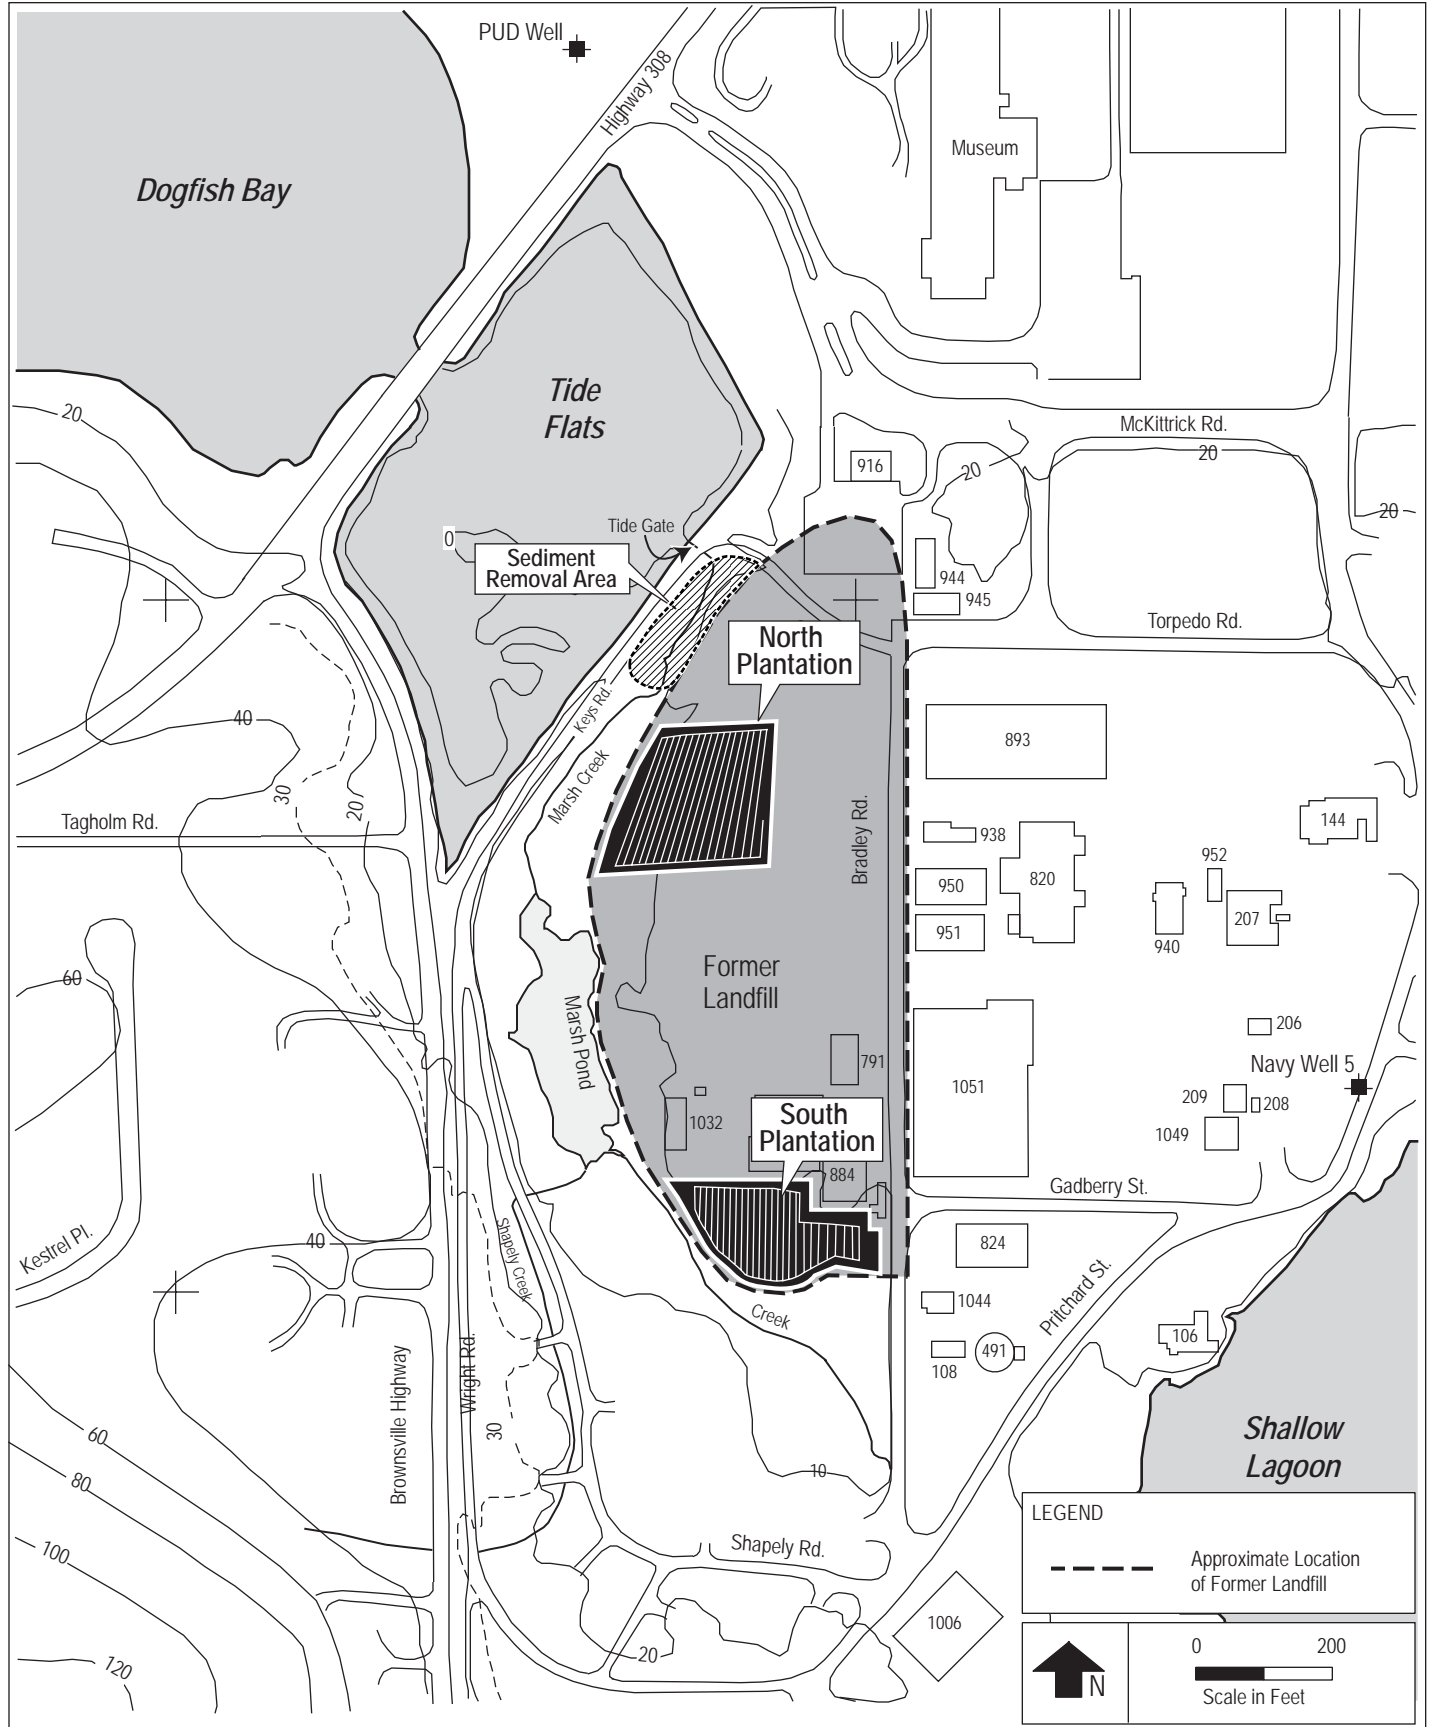 PUD Well
Highway 308
Museum
Dogfish Bay
Tide
Flats
20
McKittrick Rd.
20
916
20
20
Tide Gate
0
Sediment
Removal Area
944
945
Torpedo Rd.
North
Plantation
Keys Rd.
40
893
Marsh Creek
30
20
Tagholm Rd.
Bradley Rd.
938
144
952
950
820
207
951
940
60
Former
Landfill
Marsh Pond
206
791
Navy Well 5
1051
209
208
1032
South
Plantation
1049
884
Gadberry St.
Kestrel Pl.
40
Shapely Creek
824
Pritchard St.
1044
Creek
106
491
108
Wright Rd.
Brownsville Highway
30
60
Shallow
Lagoon
80
10
LEGEND
Shapely Rd.
100
Approximate Location
of Former Landfill
1006
20
120
N
0 200
Scale in Feet